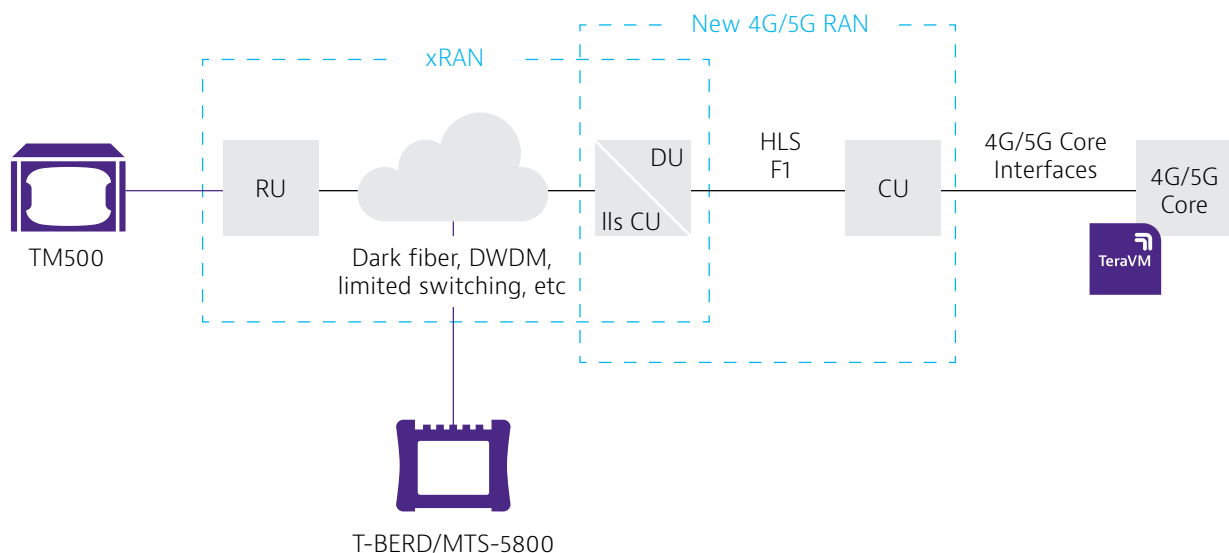 New 4G/5G RAN
xRAN
TM500
RU
Dark fiber, DWDM,
limited switching, etc
T-BERD/MTS-5800
DU
lls CU
HLS
F1
CU
4G/5G Core
Interfaces
4G/5G
Core
TeraVM